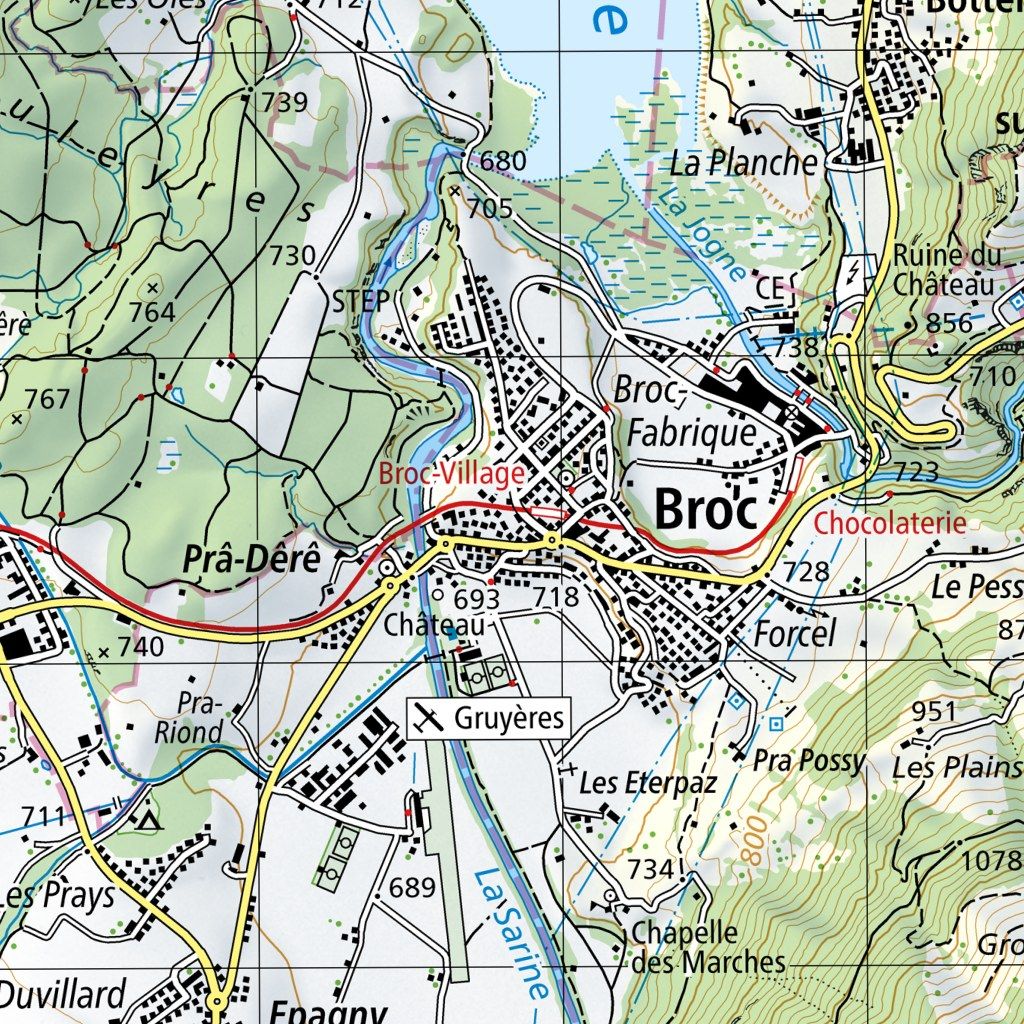 712
e
739
680
La Planche
u l e v r e s
705
La Jogne
730
Ruine du
Château
CE
STEP
764
856
738
710
767
Broc-
Fabrique
Broc-Village
723
Broc
Chocolaterie
Prâ-Dêrê
728
Le Pess
693
718
Château
Forcel
740
87
Pra-
Riond
951
Gruyères
Pra Possy
Les Plains
Les Eterpaz
711
800
1078
734
689
Les Prays
La Sarine
Chapelle
des Marches
Gro
Duvillard
Epagny